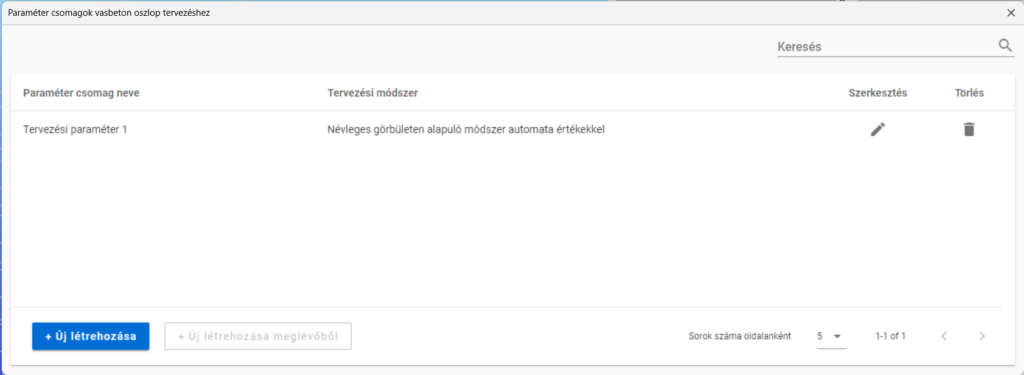 Paraméter csomagok vasbeton oszlop tervezéshez
Keresés
Paraméter csomag neve Tervezési módszer Szerkesztés Törlés
Tervezési paraméter 1 Névleges görbületen alapuló módszer automata értékekkel
+ Új létrehozása + Új létrehozása meglévőből Sorok száma oldalanként 5 1-1 of 1